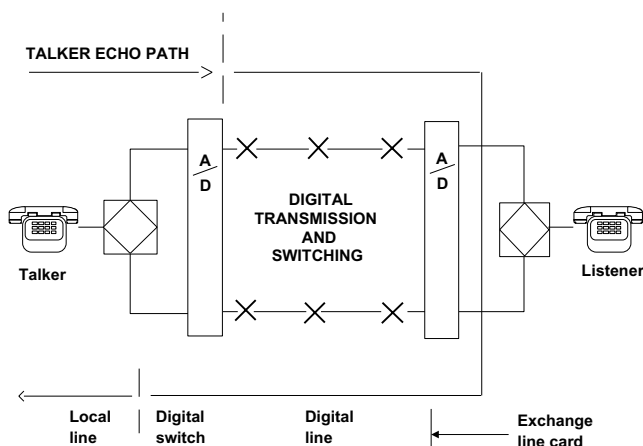 TALKER ECHO PATH
A
D
A
D
DIGITAL
TRANSMISSION
AND
SWITCHING
Talker
Listener
Local
line
Digital
switch
Digital
line
Exchange
line card